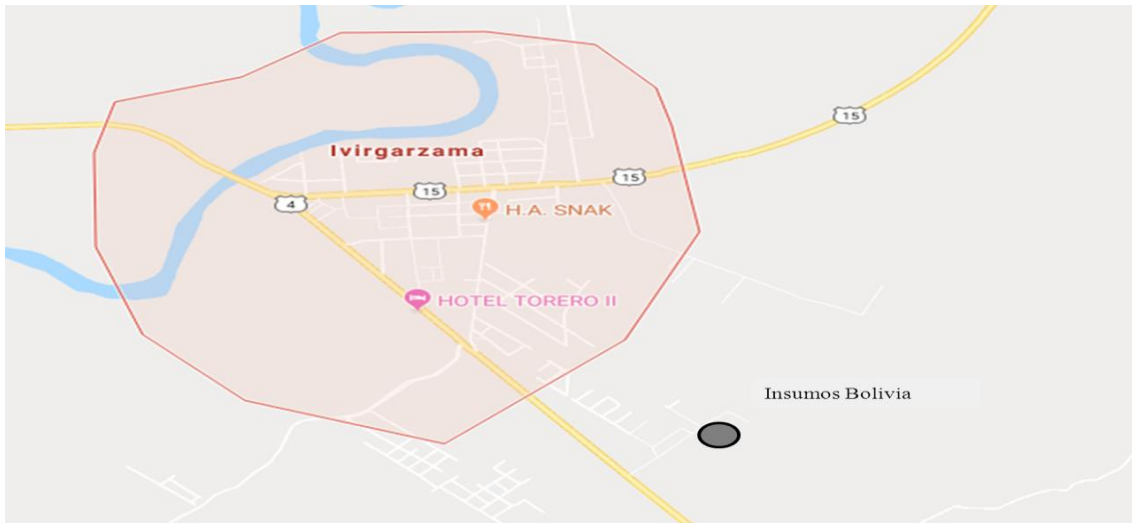 15
Ivirgarzama
15
15
4
H.A. SNAK
HOTEL TORERO II
Insumos Bolivia